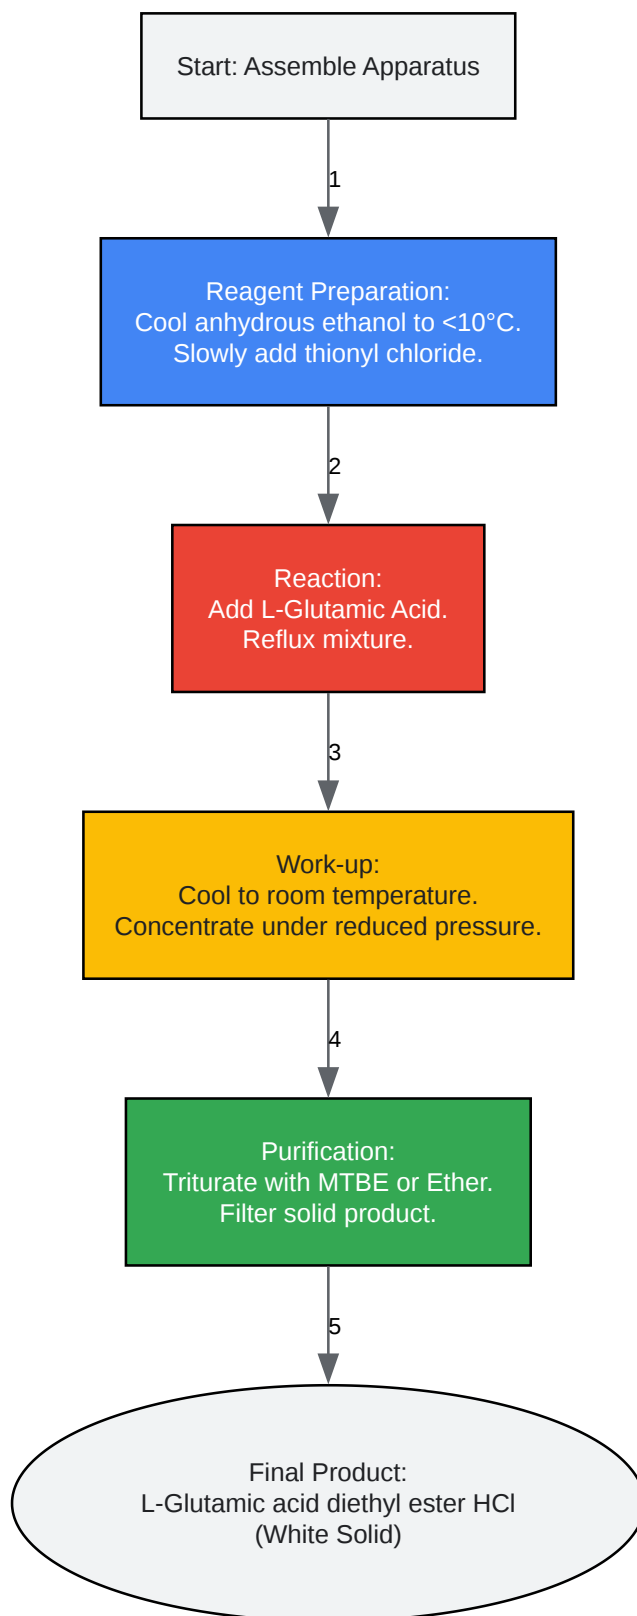 Start: Assemble Apparatus
1
Reagent Preparation:
Cool anhydrous ethanol to <10°C.
Slowly add thionyl chloride.
2
Reaction:
Add L-Glutamic Acid.
Reflux mixture.
3
Work-up:
Cool to room temperature.
Concentrate under reduced pressure.
4
Purification:
Triturate with MTBE or Ether.
Filter solid product.
5
Final Product:
L-Glutamic acid diethyl ester HCl
(White Solid)